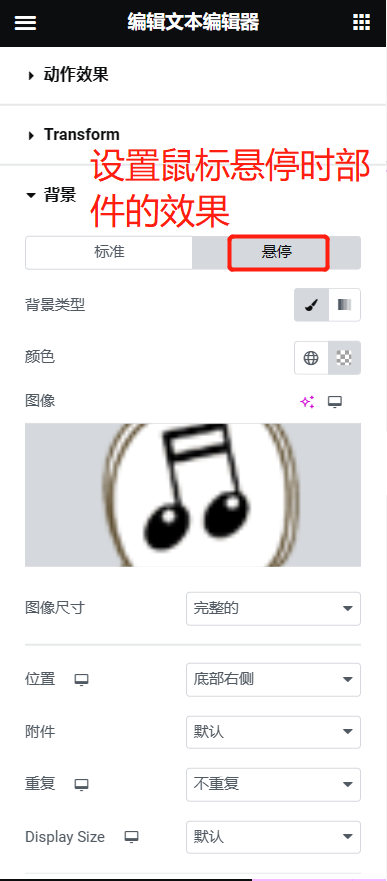 编辑文本编辑器
动作效果
Transform
设置鼠标悬停时部
件的效果
背景
标准
悬停
背景类型
颜色
图像
图像尺寸
完整的
位置
底部右侧
附件
默认
重复
不重复
Display Size
默认